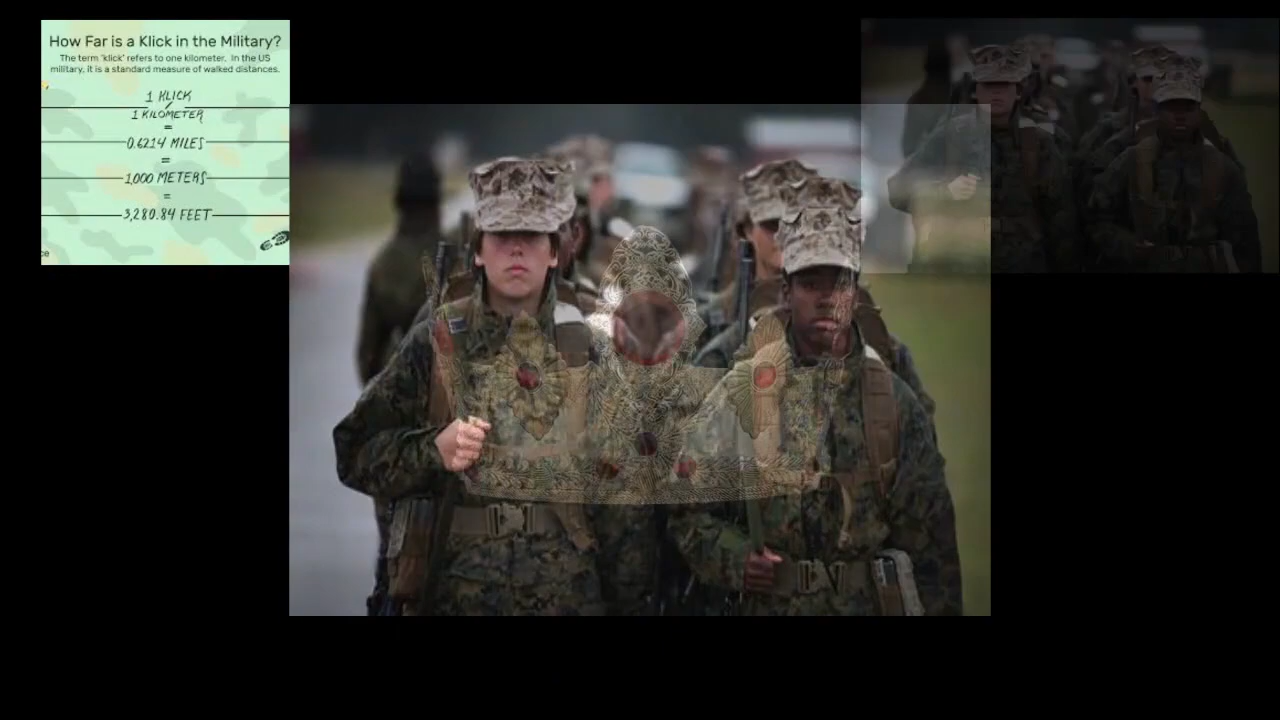 How Far is a Klick in the Military?
The term 'klick' refers to one kilometer. In the US
military, it is a standard measure of walked distances.
1 KLICK
1 KILOMETER
=
0.6214 MILES
=
1,000 METERS
=
3,280.84 FEET
ce